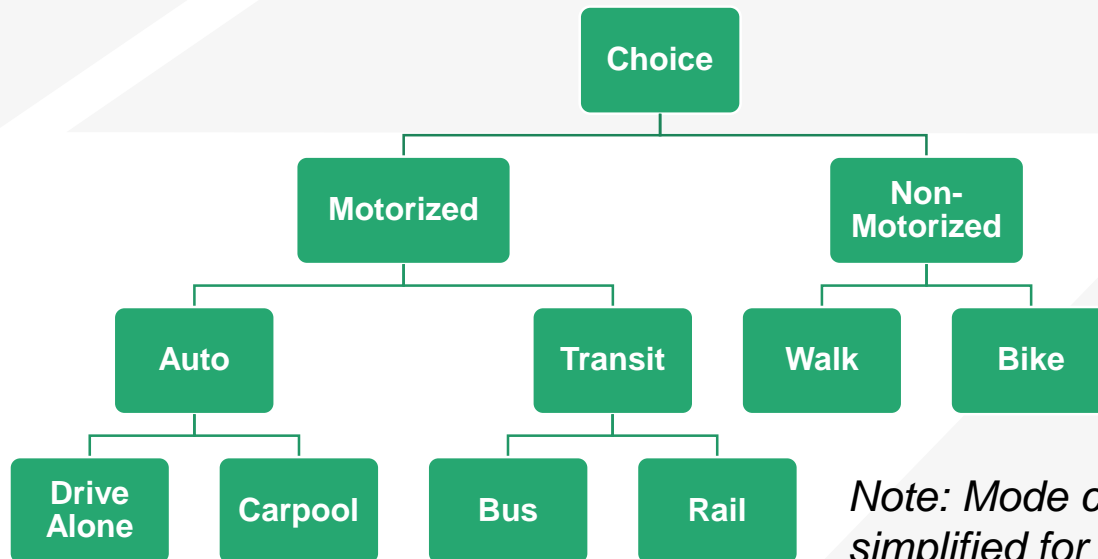 Choice
Motorized
Non-
Motorized
Auto
Transit
Walk
Bike
Drive
Alone
Carpool
Bus
Rail
Note: Mode
simplified for